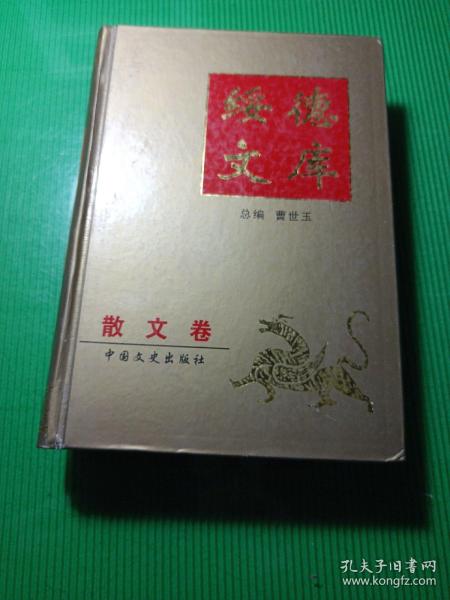 绥德
文库
总编 曹世玉
散文卷
中国文史出版社
孔夫子旧书网
www.kongfz.com